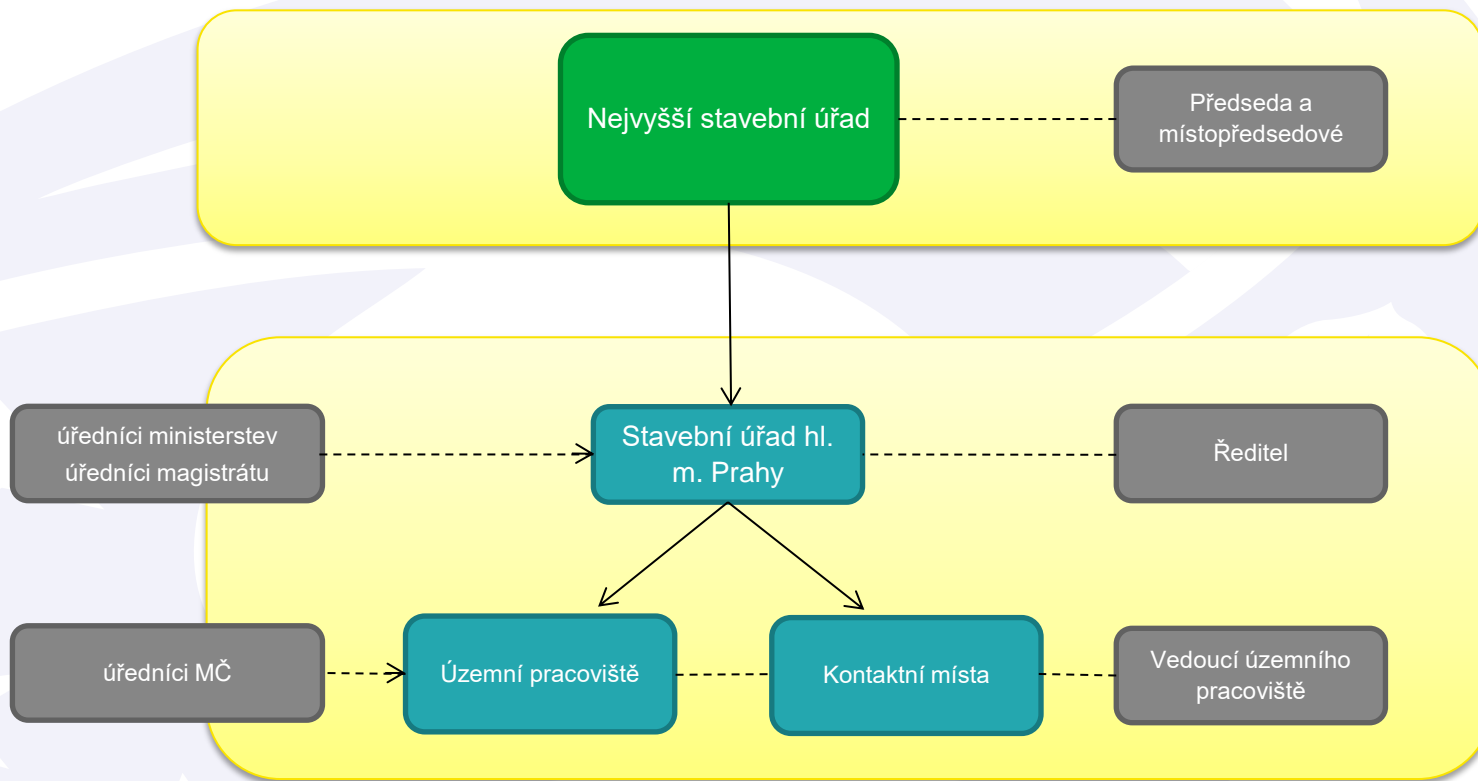 Nejvyšší stavební úřad
Předseda a
místopředsedové
úředníci ministerstev
úředníci magistrátu
Stavební úřad hl.
m. Prahy
Ředitel
úředníci MČ
Územní pracoviště
Kontaktní místa
Vedoucí územního
pracoviště